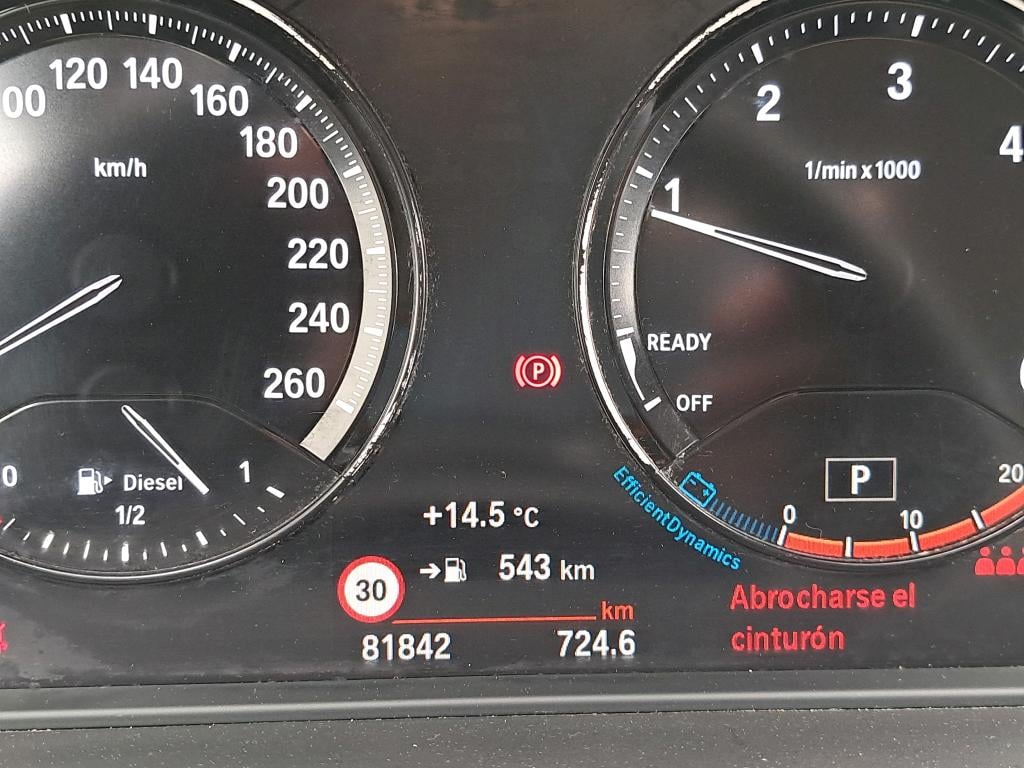 120 140
160
180
km/h
200
220
240
260
0
Diesel
1
1/2
2
3
4
1/min x 1000
1
READY
OFF
P
P
0
10
20
EfficientDynamics
+14.5 °C
30
543 km
km
81842
724.6
Abrocharse el
cinturón